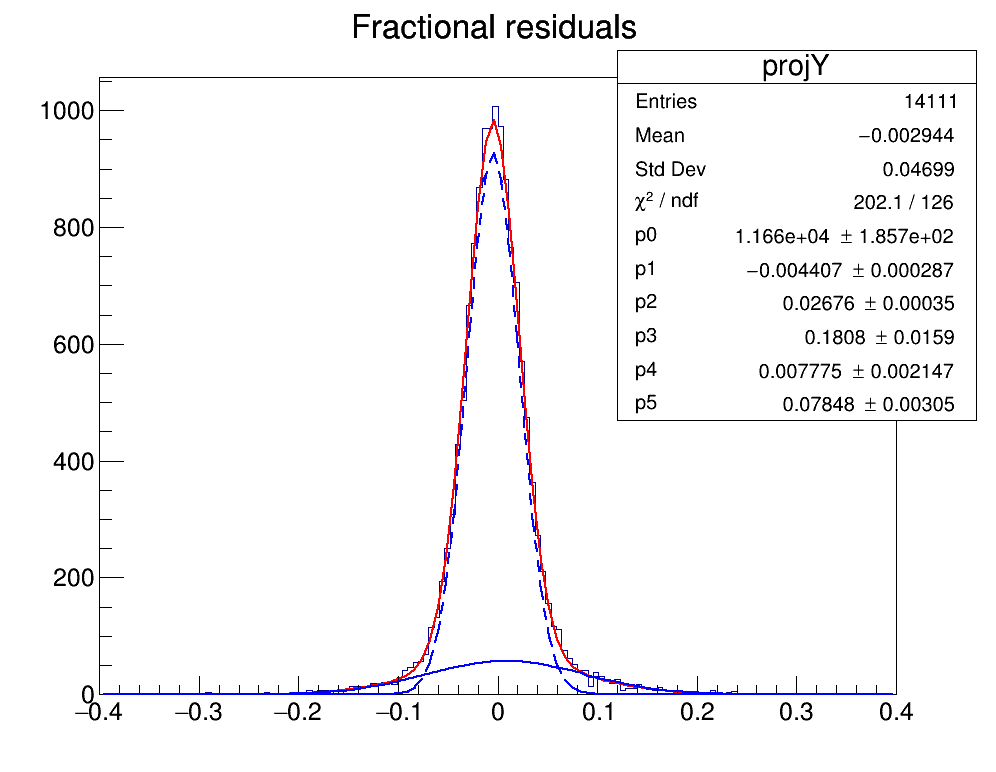 Fractional residuals
projY
Entries 14111
Mean −0.002944
Std Dev 0.04699
χ² / ndf 202.1 / 126
p0 1.166e+04 ± 1.857e+02
p1 −0.004407 ± 0.000287
p2 0.02676 ± 0.00035
p3 0.1808 ± 0.0159
p4 0.007775 ± 0.002147
p5 0.07848 ± 0.00305
1000
800
600
400
200
0
−0.4 −0.3 −0.2 −0.1 0 0.1 0.2 0.3 0.4